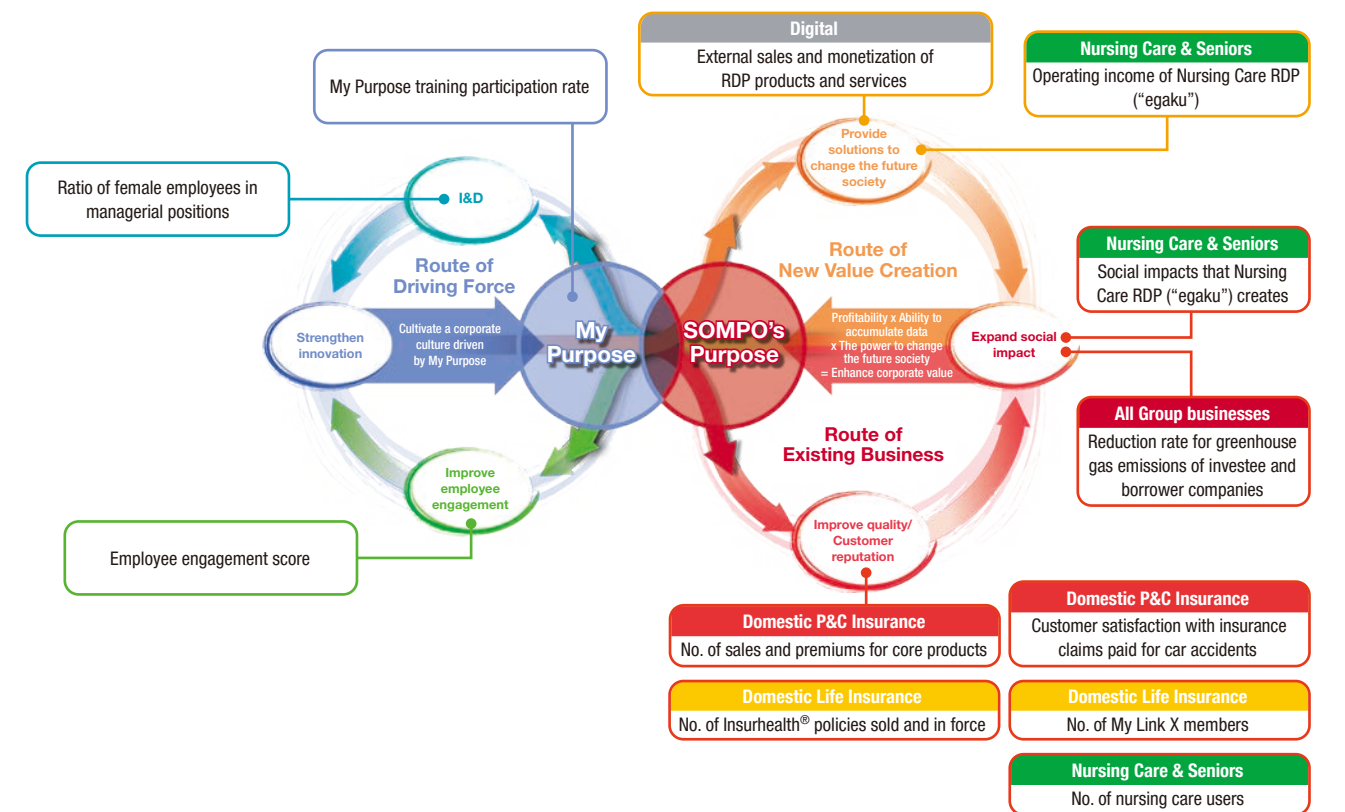 Digital
External sales and monetization of
RDP products and services
Nursing Care & Seniors
Operating income of Nursing Care RDP
(“egaku”)
My Purpose training participation rate
Ratio of female employees in
managerial positions
I&D
Provide
solutions to
change the future
society
Route of
Driving Force
Route of
New Value Creation
Nursing Care & Seniors
Social impacts that Nursing
Care RDP (“egaku”) creates
Strengthen
innovation
Cultivate a corporate
culture driven
by My Purpose
My
Purpose
SOMPO’s
Purpose
Profitability x Ability to
accumulate data
x The power to change
the future society
= Enhance corporate value
Expand social
impact
All Group businesses
Reduction rate for greenhouse
gas emissions of investee and
borrower companies
Route of
Existing Business
Improve
employee
engagement
Improve quality/
Customer
reputation
Employee engagement score
Domestic P&C Insurance
No. of sales and premiums for core products
Domestic P&C Insurance
Customer satisfaction with insurance
claims paid for car accidents
Domestic Life Insurance
No. of Insurhealth® policies sold and in force
Domestic Life Insurance
No. of My Link X members
Nursing Care & Seniors
No. of nursing care users